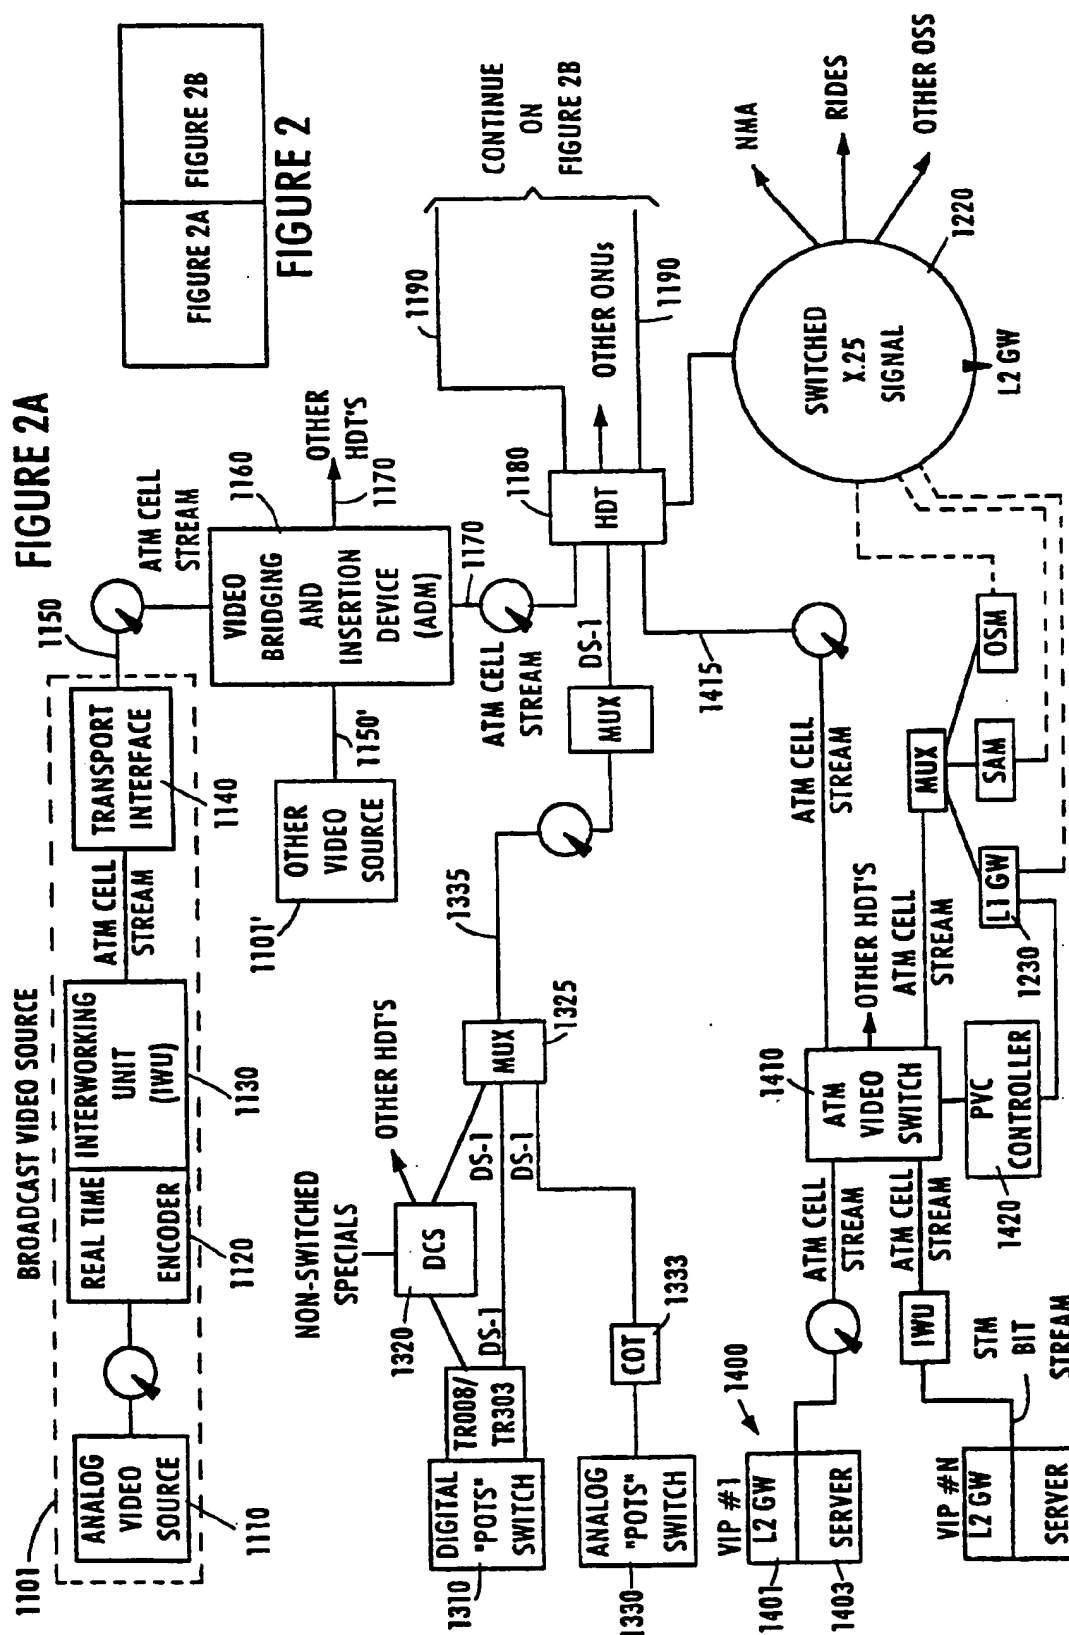 FIGURE 2A
FIGURE 2A
FIGURE 2B
FIGURE 2
BROADCAST VIDEO SOURCE
1101
ANALOG
VIDEO
SOURCE
1110
REAL TIME
ENCODER
1120
INTERWORKING
UNIT
(IWU)
1130
ATM CELL
STREAM
TRANSPORT
INTERFACE
1140
1150
ATM CELL
STREAM
1160
VIDEO
BRIDGING
AND
INSERTION
DEVICE
(ADM)
OTHER
HDT'S
1170
1170
OTHER
VIDEO
SOURCE
1101'
1150'
ATM CELL
STREAM
1180
HDT
1190
OTHER ONUs
1190
CONTINUE
ON
FIGURE 2B
NON-SWITCHED
SPECIALS
OTHER HDT'S
DCS
1320
DIGITAL
"POTS"
SWITCH
1310
TR008/
TR303
DS-1
DS-1
DS-1
MUX
1325
1335
MUX
DS-1
ANALOG
"POTS"
SWITCH
1330
COT
1333
1415
SWITCHED
X.25
SIGNAL
1220
NMA
RIDES
OTHER OSS
L2 GW
VIP #1
1400
L2 GW
1401
SERVER
1403
ATM CELL
STREAM
ATM
VIDEO
SWITCH
1410
OTHER HDT'S
ATM CELL
STREAM
ATM CELL
STREAM
MUX
OSM
SAM
L1 GW
1230
VIP #N
L2 GW
SERVER
STM
BIT
STREAM
IWU
ATM CELL
STREAM
PVC
CONTROLLER
1420